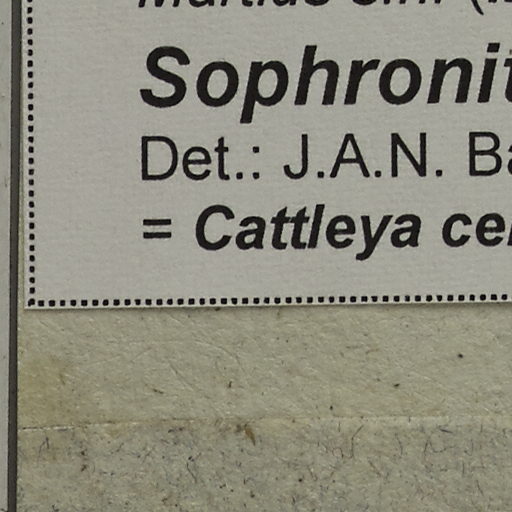 Sophronit
Det.: J.A.N. Ba
= Cattleya ce